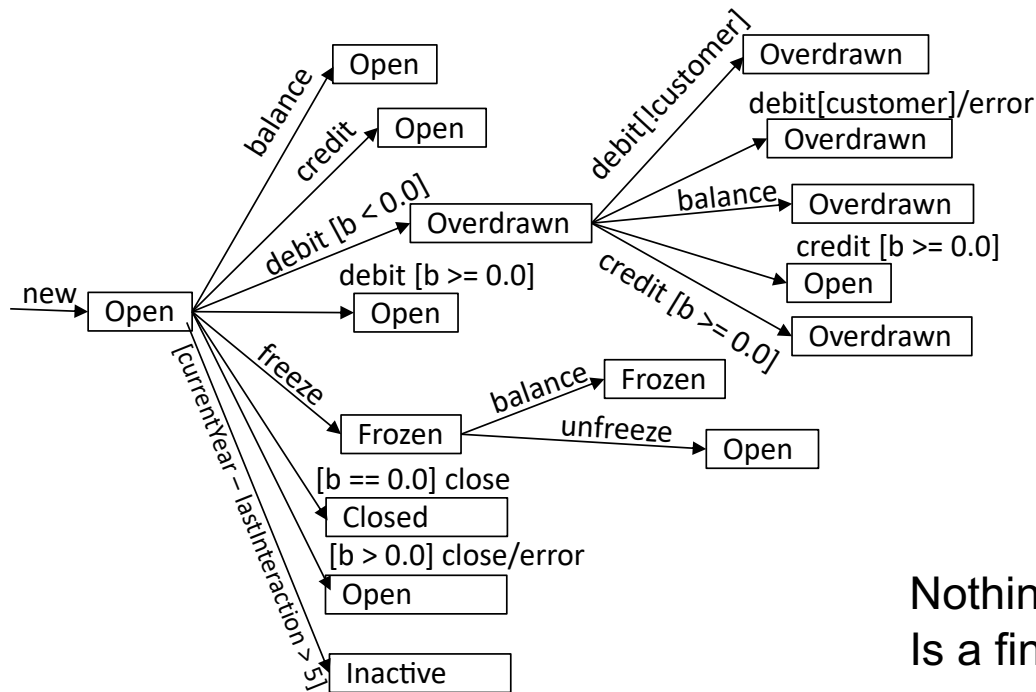 new
Open
balance
Open
credit
Open
debit [b < 0.0]
Overdrawn
debit[!customer]
Overdrawn
debit[customer]/error
Overdrawn
balance
Overdrawn
credit [b >= 0.0]
Open
credit [b >= 0.0]
Overdrawn
debit [b >= 0.0]
Open
freeze
Frozen
balance
Frozen
unfreeze
Open
[b == 0.0] close
Closed
[b > 0.0] close/error
Open
[currentYear – lastInteraction > 5]
Inactive
Nothin
Is a fin